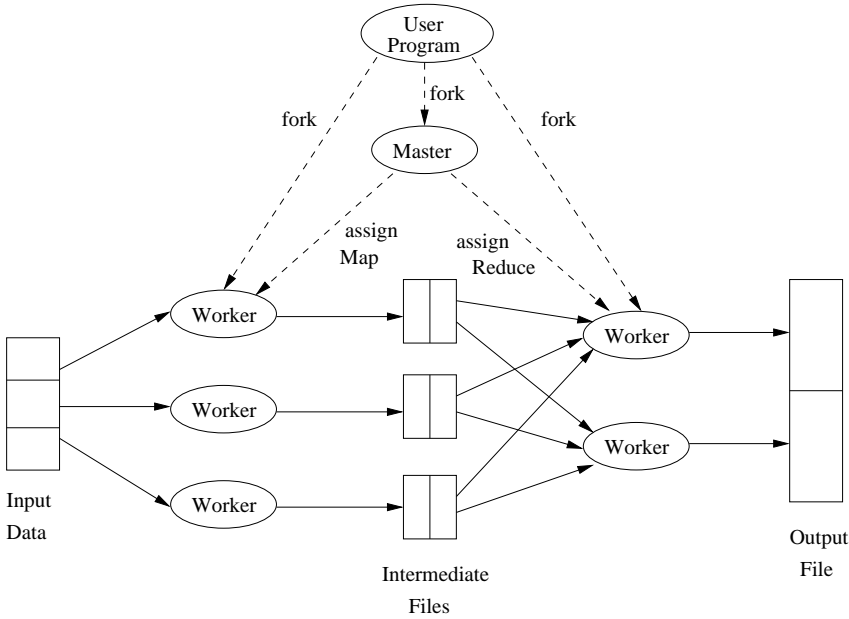 User
Program
fork
fork
fork
Master
assign
Map
assign
Reduce
Worker
Worker
Worker
Worker
Worker
Input
Data
Intermediate
Files
Output
File